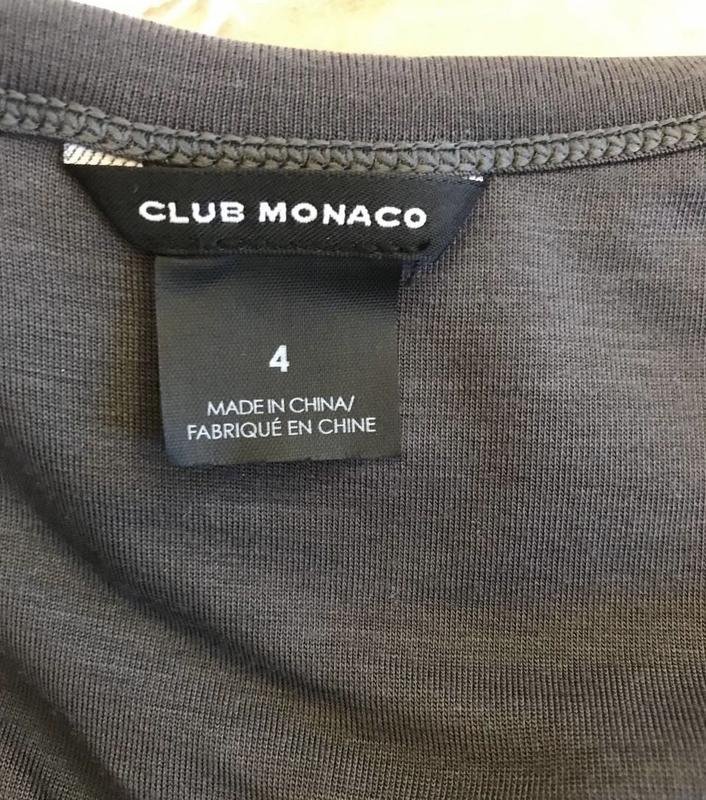 CLUB MONACO
4
MADE IN CHINA/
FABRIQUÉ EN CHINE